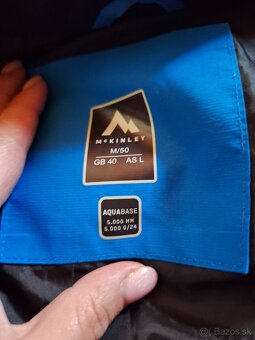 McKINLEY
M/50
GB 40 AS L
AQUABASE
5.000 MM
5.000 G/24
© Bazos.sk